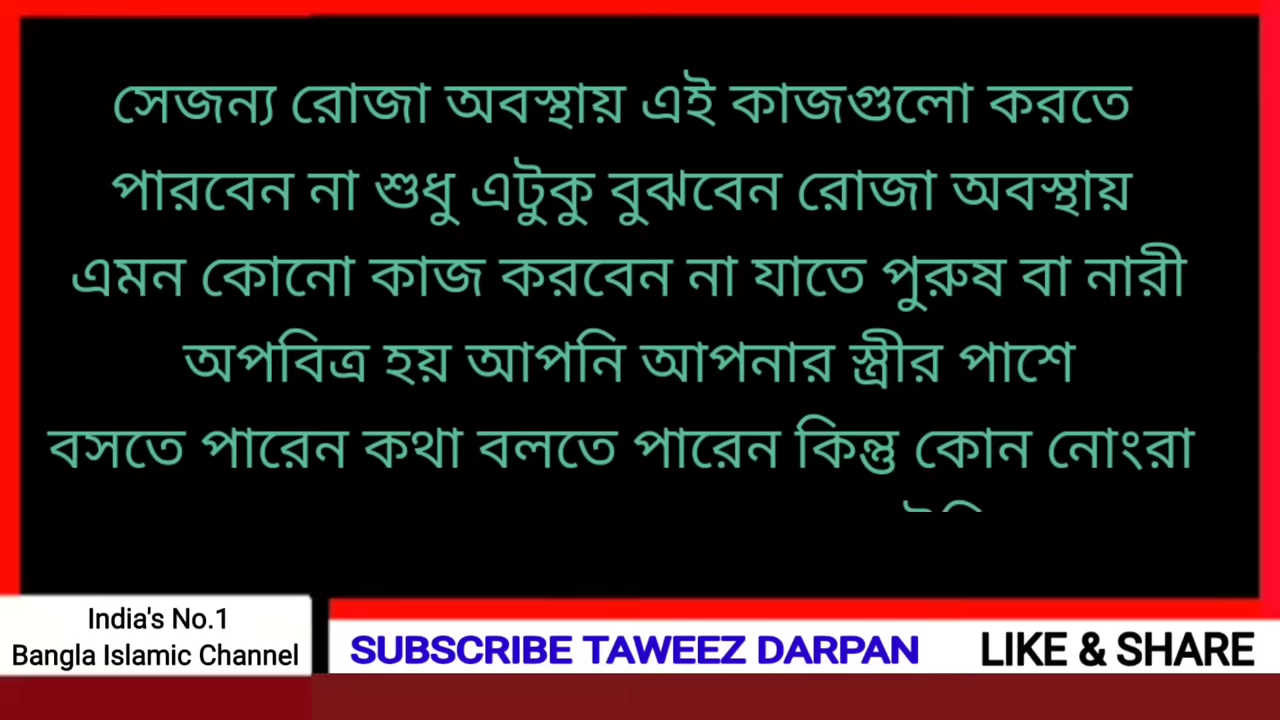 সেজন্য রোজা অবস্থায় এই কাজগুলো করতে
পারবেন না শুধু এটুকু বুঝবেন রোজা অবস্থায়
এমন কোনো কাজ করবেন না যাতে পুরুষ বা নারী
অপবিত্র হয় আপনি আপনার স্ত্রীর পাশে
বসতে পারেন কথা বলতে পারেন কিন্তু কোন নোংরা
India's No.1
Bangla Islamic Channel
SUBSCRIBE TAWEEZ DARPAN
LIKE & SHARE